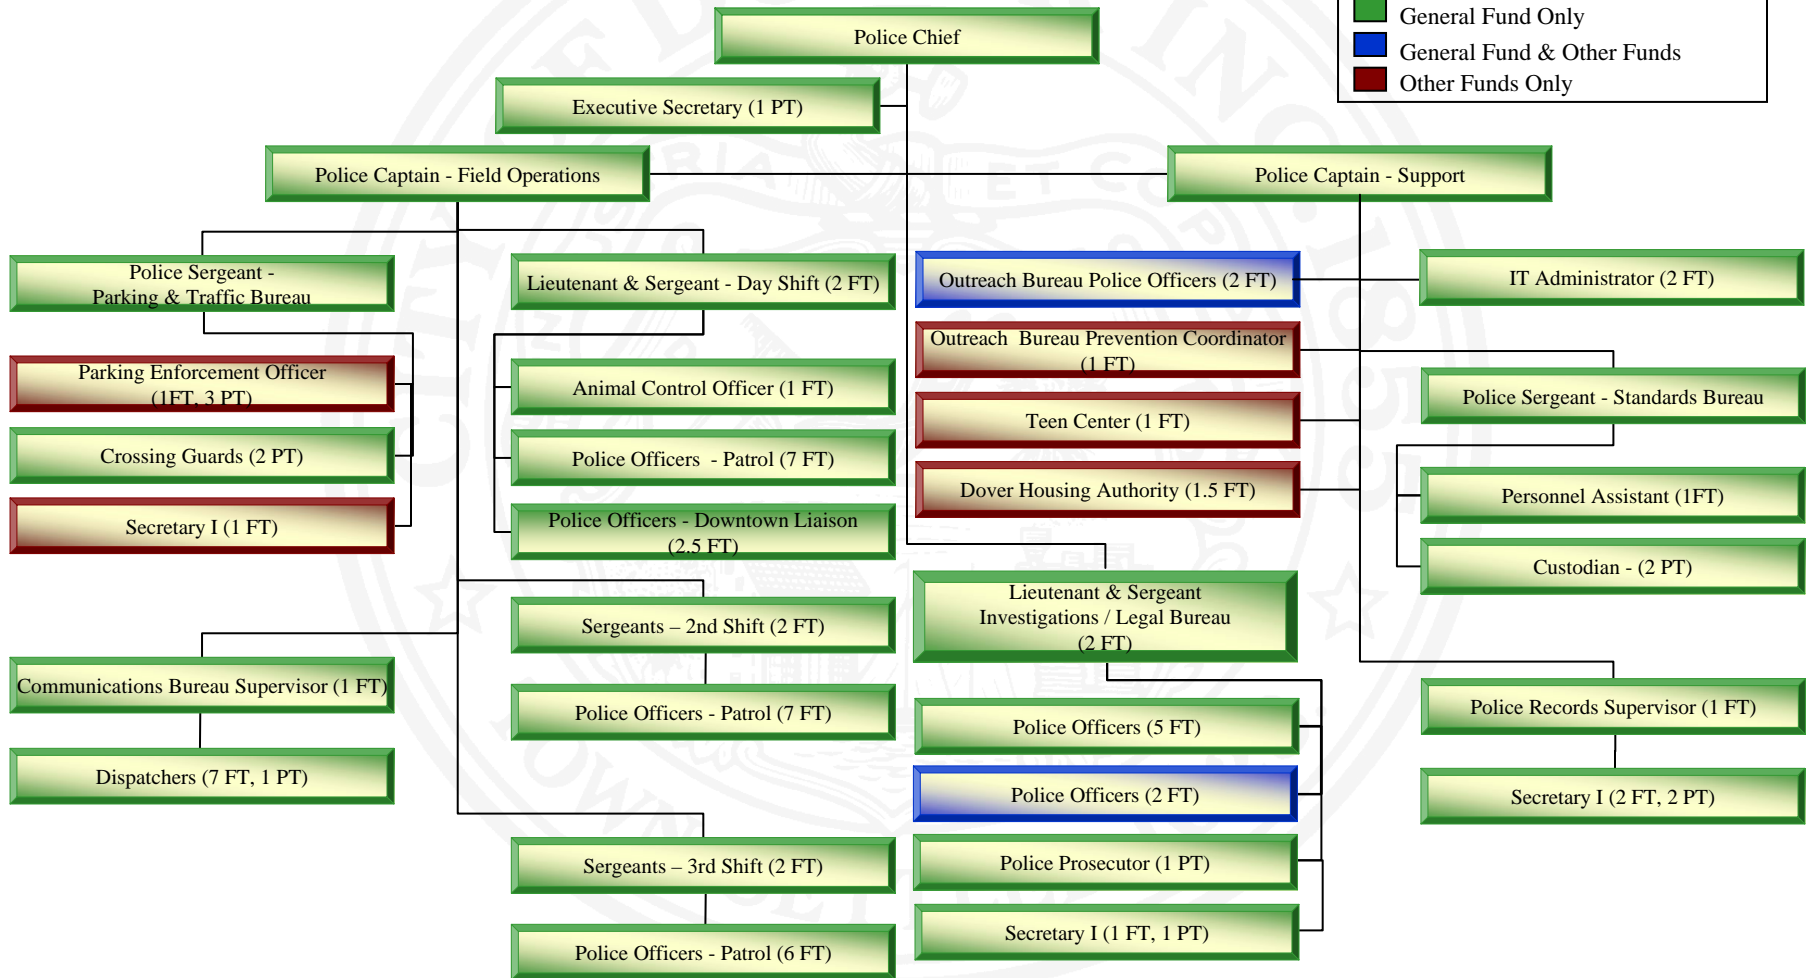 General Fund Only
General Fund & Other Funds
Other Funds Only
Police Chief
Executive Secretary (1 PT)
Police Captain - Field Operations
Police Captain - Support
Police Sergeant -
Parking & Traffic Bureau
Parking Enforcement Officer
(1FT, 3 PT)
Crossing Guards (2 PT)
Secretary I (1 FT)
Lieutenant & Sergeant - Day Shift (2 FT)
Animal Control Officer (1 FT)
Police Officers - Patrol (7 FT)
Police Officers - Downtown Liaison
(2.5 FT)
Sergeants – 2nd Shift (2 FT)
Police Officers - Patrol (7 FT)
Communications Bureau Supervisor (1 FT)
Dispatchers (7 FT, 1 PT)
Sergeants – 3rd Shift (2 FT)
Police Officers - Patrol (6 FT)
Outreach Bureau Police Officers (2 FT)
Outreach Bureau Prevention Coordinator
(1 FT)
Teen Center (1 FT)
Dover Housing Authority (1.5 FT)
Lieutenant & Sergeant
Investigations / Legal Bureau
(2 FT)
Police Officers (5 FT)
Police Officers (2 FT)
Police Prosecutor (1 PT)
Secretary I (1 FT, 1 PT)
IT Administrator (2 FT)
Police Sergeant - Standards Bureau
Personnel Assistant (1FT)
Custodian - (2 PT)
Police Records Supervisor (1 FT)
Secretary I (2 FT, 2 PT)